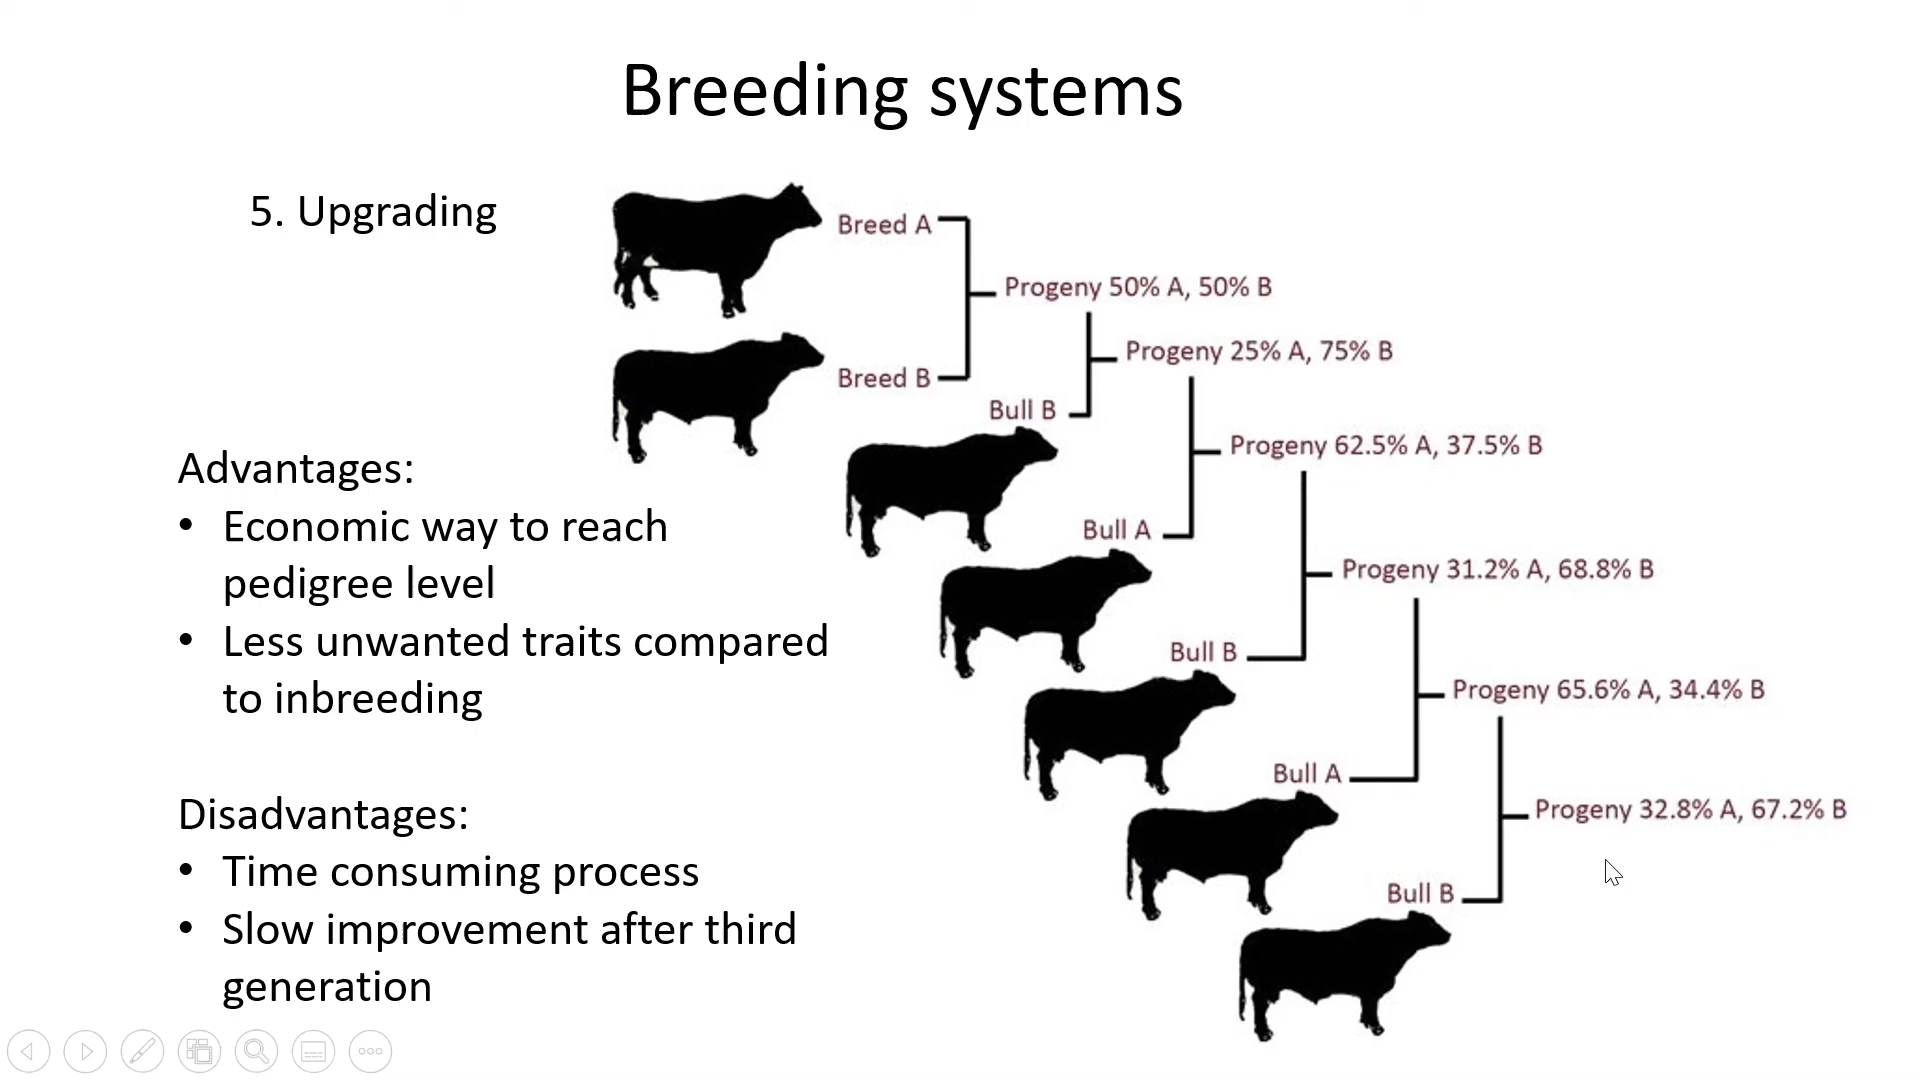 Breeding systems
5. Upgrading
Breed A
Progeny 50% A, 50% B
Progeny 25% A, 75% B
Breed B
Bull B
Progeny 62.5% A, 37.5% B
Bull A
Progeny 31.2% A, 68.8% B
Bull B
Progeny 65.6% A, 34.4% B
Bull A
Progeny 32.8% A, 67.2% B
Bull B
Advantages:
• Economic way to reach
pedigree level
• Less unwanted traits compared
to inbreeding
Disadvantages:
• Time consuming process
• Slow improvement after third
generation